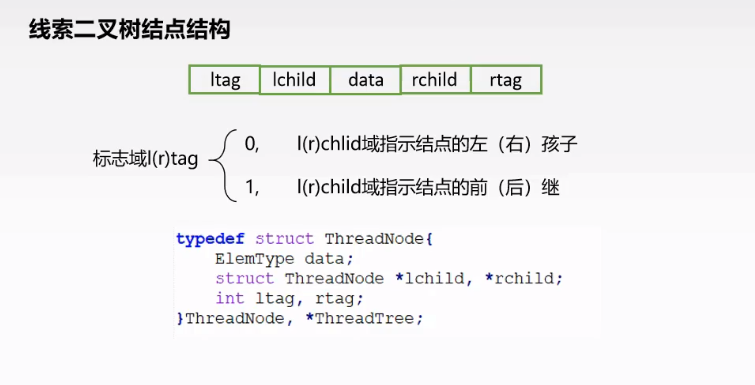 线索二叉树结点结构
ltag lchild data rchild rtag
标志域l(r)tag
0, l(r)chlid域指示结点的左（右）孩子
1, l(r)child域指示结点的前（后）继
typedef struct ThreadNode{
ElemType data;
struct ThreadNode *lchild, *rchild;
int ltag, rtag;
}ThreadNode, *ThreadTree;